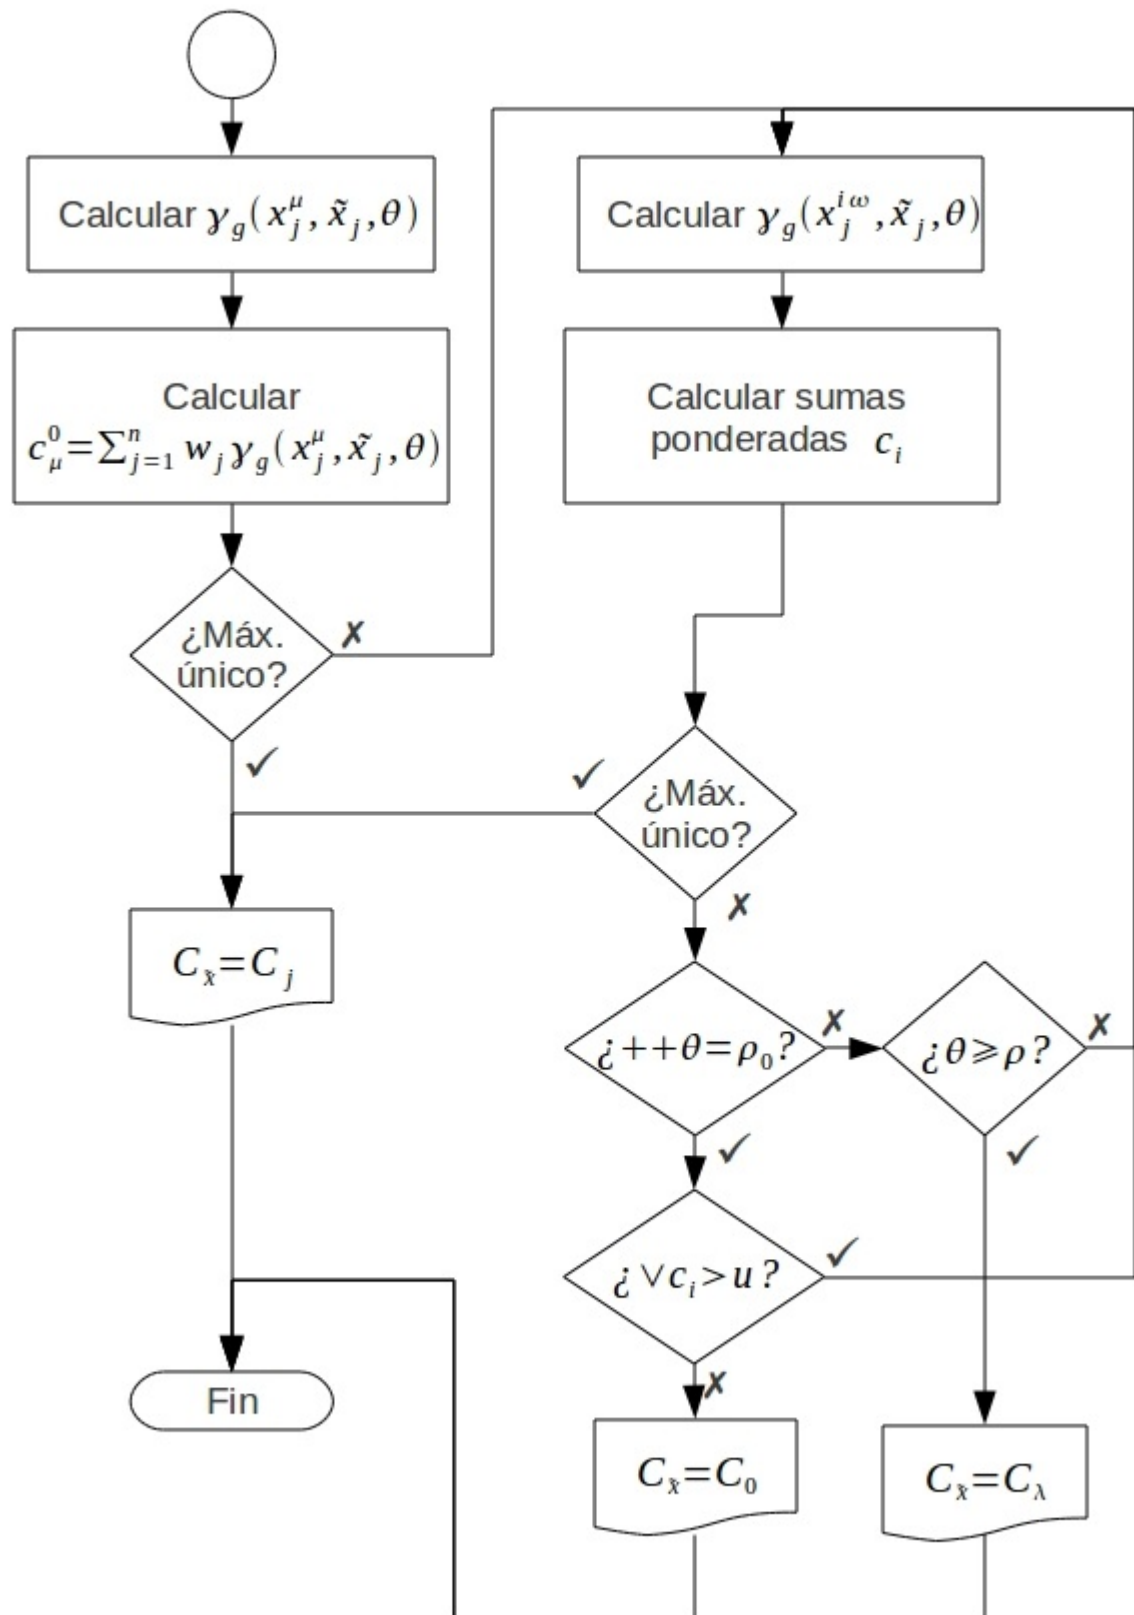 Calcular γ_g(x_j^μ, x̃_j, θ)
Calcular
c_μ^0=∑_{j=1}^n w_j γ_g(x_j^μ, x̃_j, θ)
¿Máx.
único?
✗
✓
C_x̃=C_j
Fin
Calcular γ_g(x_j^{iω}, x̃_j, θ)
Calcular sumas
ponderadas c_i
✓
¿Máx.
único?
✗
¿++θ=ρ_0?
✗
¿θ⩾ρ?
✗
✓
✓
¿∨c_i>u?
✓
✗
C_x̃=C_0
C_x̃=C_λ